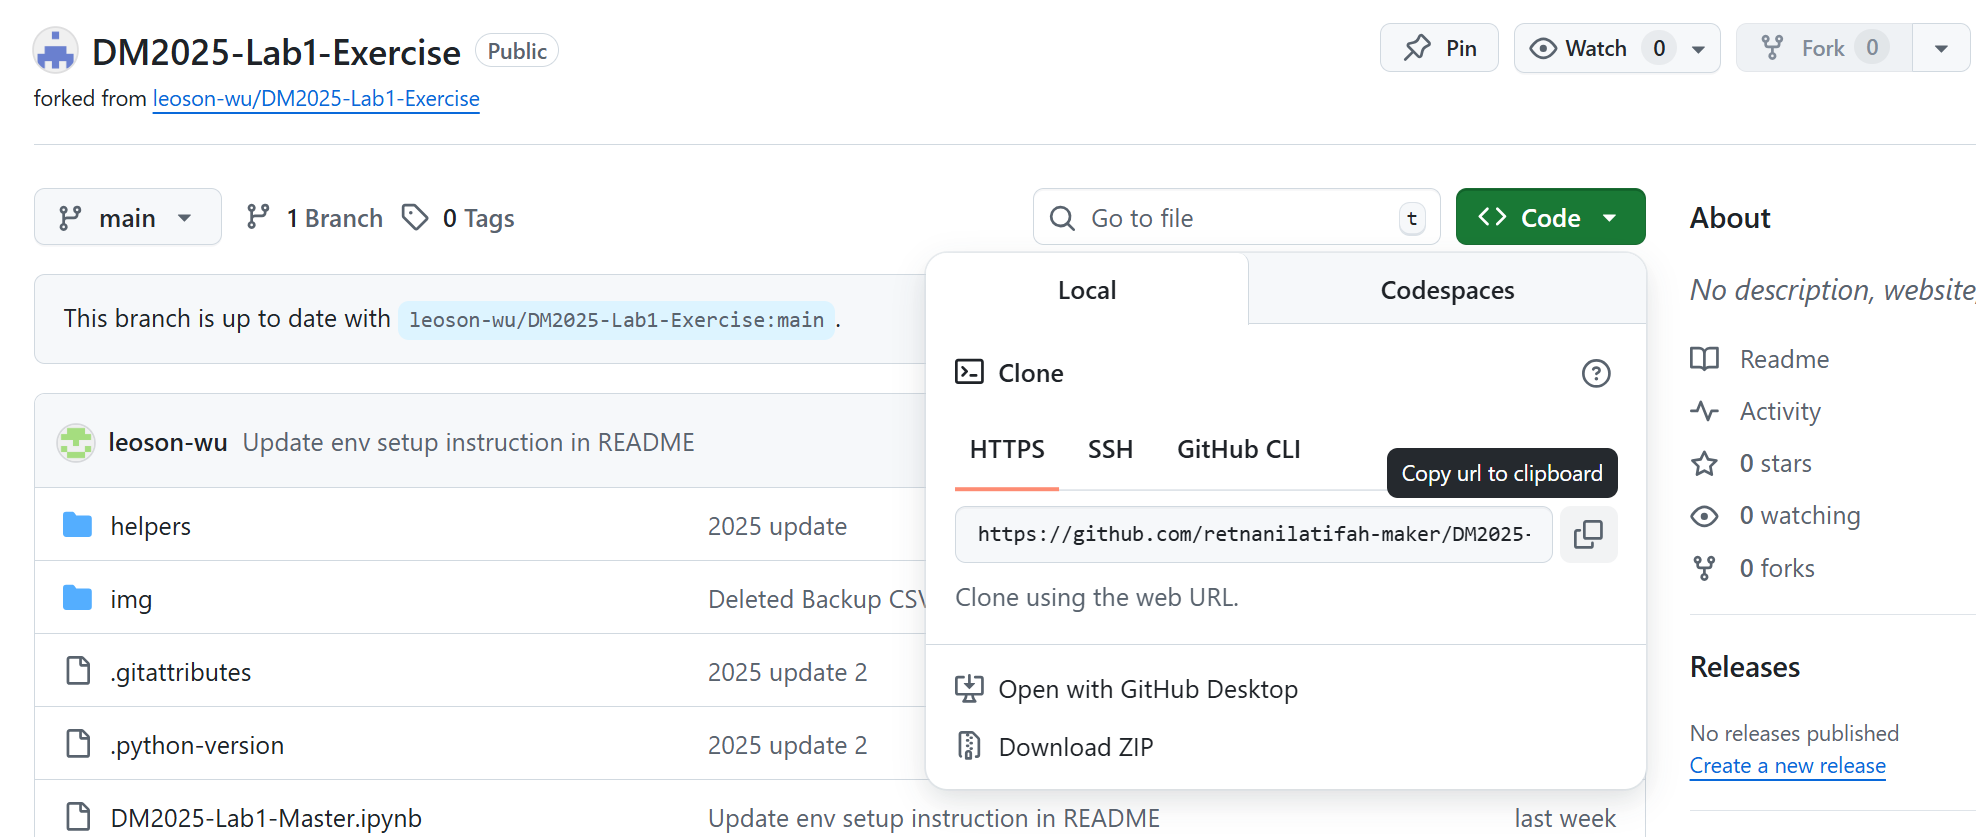 DM2025-Lab1-Exercise Public
Pin
Watch 0
Fork 0
forked from leoson-wu/DM2025-Lab1-Exercise
main
1 Branch
0 Tags
Go to file t
Code
About
This branch is up to date with leoson-wu/DM2025-Lab1-Exercise:main.
Local
Codespaces
No description, website,
Clone
Readme
Activity
leoson-wu Update env setup instruction in README
HTTPS
SSH
GitHub CLI
Copy url to clipboard
0 stars
helpers 2025 update
https://github.com/retnanilatifah-maker/DM2025-
0 watching
img Deleted Backup CSV
Clone using the web URL.
0 forks
.gitattributes 2025 update 2
Open with GitHub Desktop
Releases
.python-version 2025 update 2
Download ZIP
No releases published
Create a new release
DM2025-Lab1-Master.ipynb Update env setup instruction in README last week